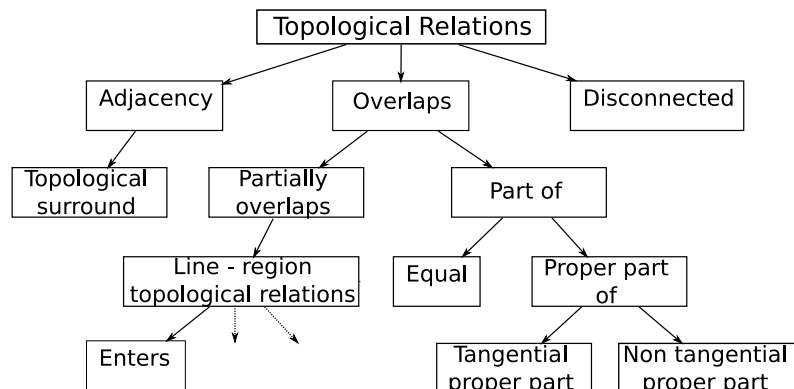 Topological Relations
Adjacency
Overlaps
Disconnected
Topological
surround
Partially
overlaps
Part of
Line - region
topological relations
Equal
Proper part
of
Enters
Tangential
proper part
Non tangential
proper part